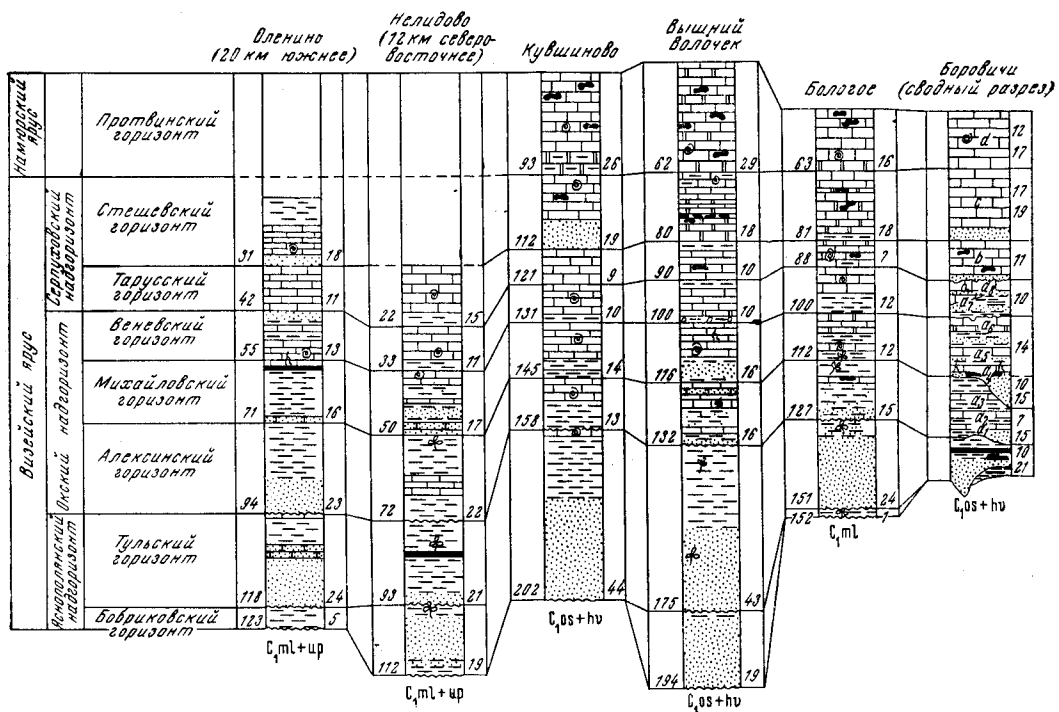 Оленино
(20 км южнее)
Нелидово
(12 км северо-
восточнее)
Кувшиново
Вышний
Волочек
Бологое
Боровичи
(сводный разрез)
Намюрский
ярус
Протвинский
горизонт
Визейский ярус
Серпуховский
надгоризонт
Стешевский
горизонт
Тарусский
горизонт
Окский надгоризонт
Веневский
горизонт
Михайловский
горизонт
Алексинский
горизонт
Яснополянский
надгоризонт
Тульский
горизонт
Бобриковский
горизонт
31 18
42 11
55 13
71 16
94 23
118 24
123 5
C₁ml+up
22 15
33 11
50 17
72 22
93 21
112 19
C₁ml+up
93 26
112 19
121 9
131 10
145 14
158 13
202 44
C₁os+hv
62 29
80 18
90 10
100 10
116 16
132 16
175 43
194 19
C₁os+hv
63 16
81 18
88 7
100 12
112 12
127 15
151 24
152 1
C₁ml
d
c
b
a₈
a₇
a₆
a₅
a₃
a₂
12
17
17
19
11
10
14
10
15
7
15
10
21
C₁os+hv